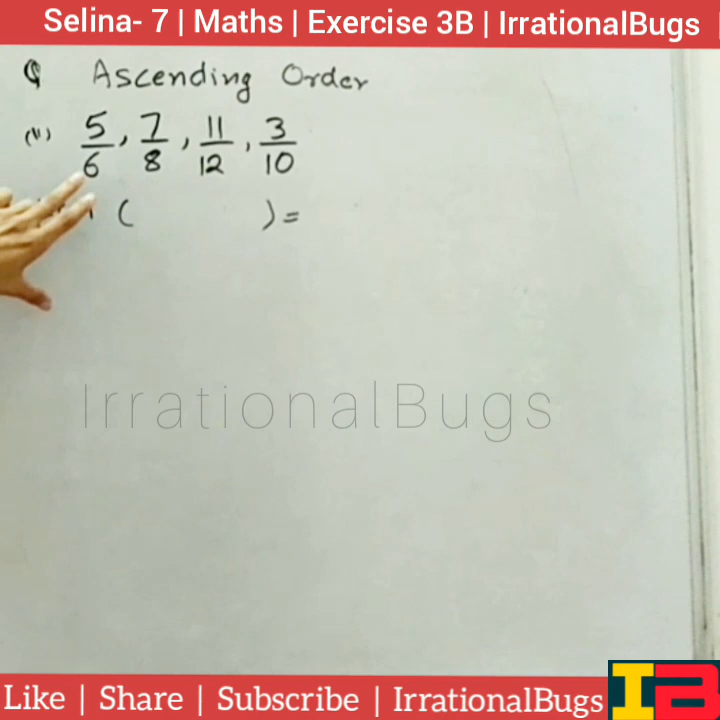 Selina- 7 | Maths | Exercise 3B | IrrationalBugs
Q Ascending Order
(v) 5/6, 7/8, 11/12, 3/10
( ) =
IrrationalBugs
Like | Share | Subscribe | IrrationalBugs
IB